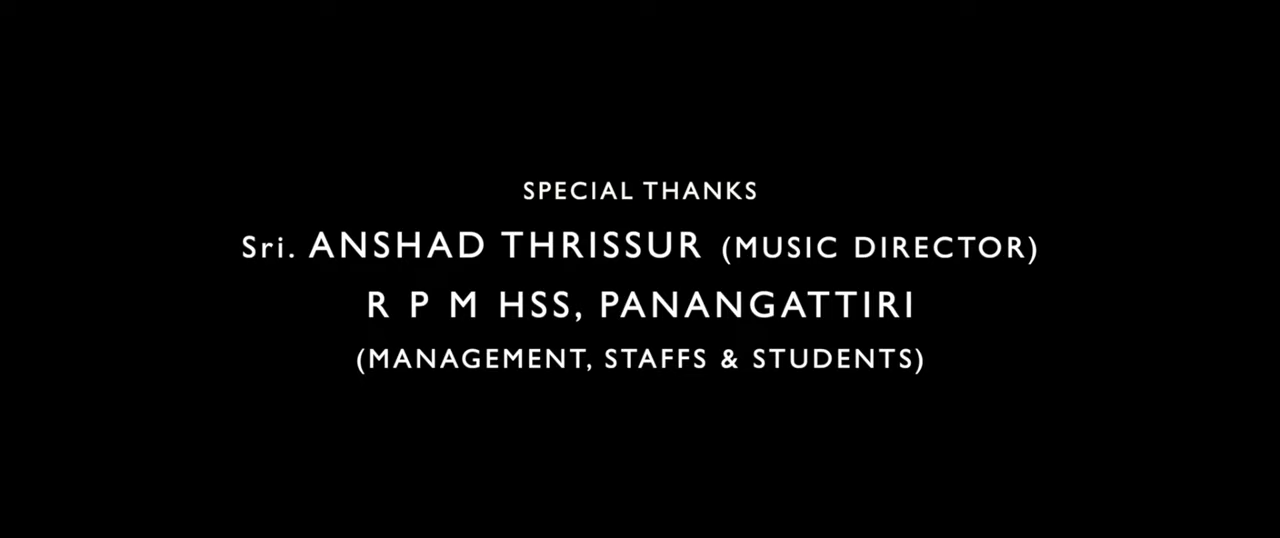 SPECIAL THANKS
Sri. ANSHAD THRISSUR (MUSIC DIRECTOR)
R P M HSS, PANANGATTIRI
(MANAGEMENT, STAFFS & STUDENTS)